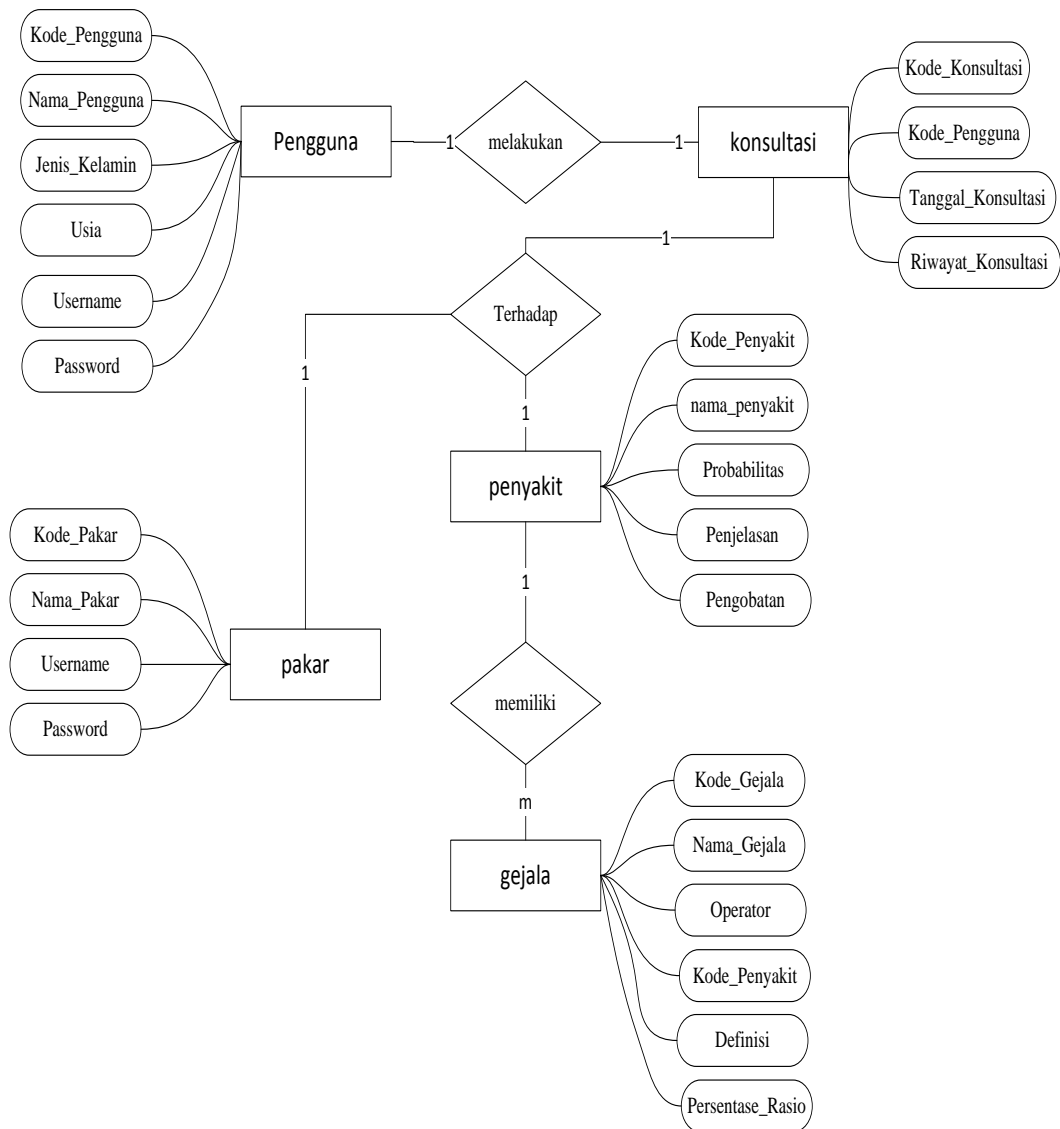 Kode_Pengguna
Nama_Pengguna
Jenis_Kelamin
Usia
Username
Password
Pengguna
1
melakukan
1
konsultasi
Kode_Konsultasi
Kode_Pengguna
Tanggal_Konsultasi
Riwayat_Konsultasi
1
Terhadap
1
1
penyakit
Kode_Penyakit
nama_penyakit
Probabilitas
Penjelasan
Pengobatan
Kode_Pakar
Nama_Pakar
Username
Password
pakar
1
memiliki
m
gejala
Kode_Gejala
Nama_Gejala
Operator
Kode_Penyakit
Definisi
Persentase_Rasio